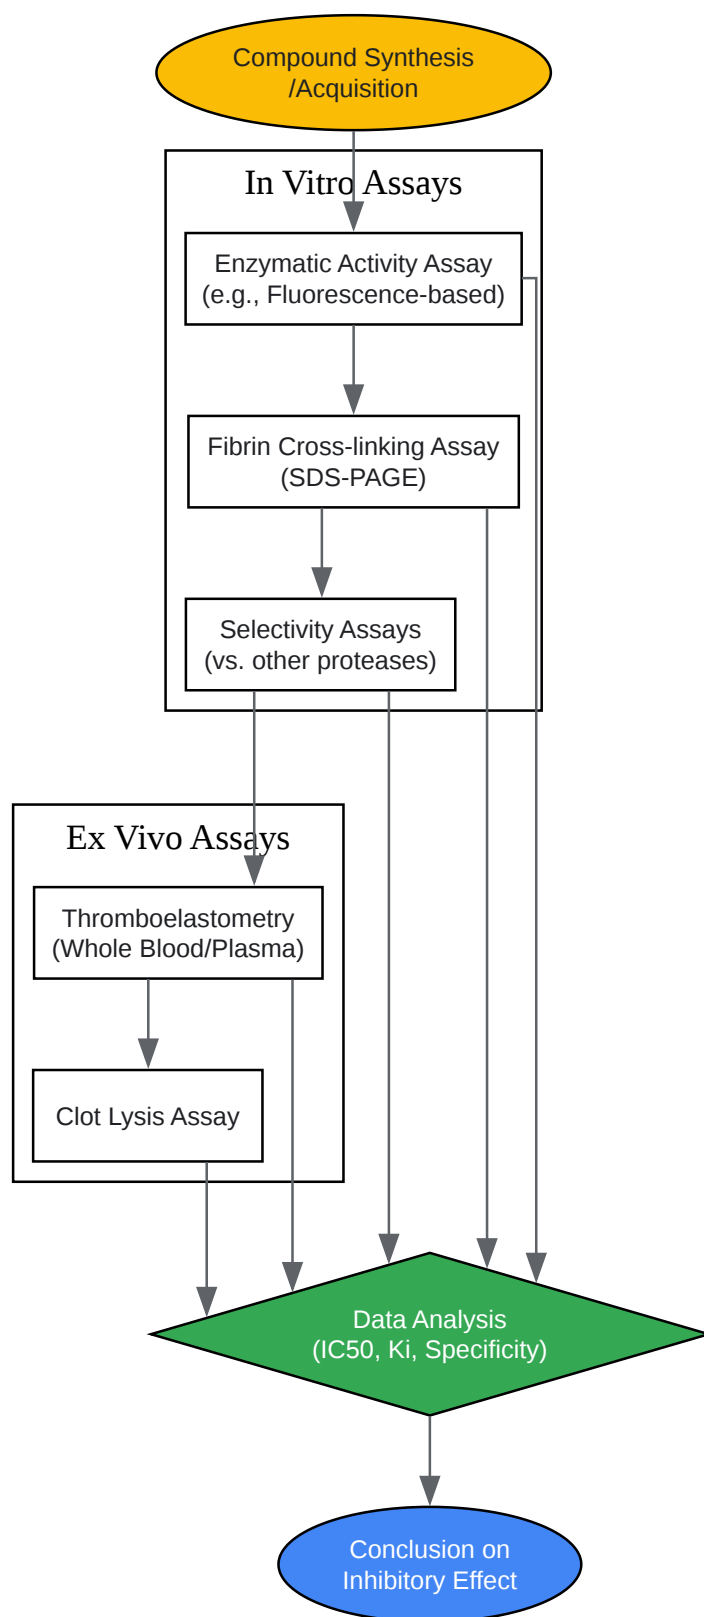 Compound Synthesis
/Acquisition
In Vitro Assays
Enzymatic Activity Assay
(e.g., Fluorescence-based)
Fibrin Cross-linking Assay
(SDS-PAGE)
Selectivity Assays
(vs. other proteases)
Ex Vivo Assays
Thromboelastometry
(Whole Blood/Plasma)
Clot Lysis Assay
Data Analysis
(IC50, Ki, Specificity)
Conclusion on
Inhibitory Effect